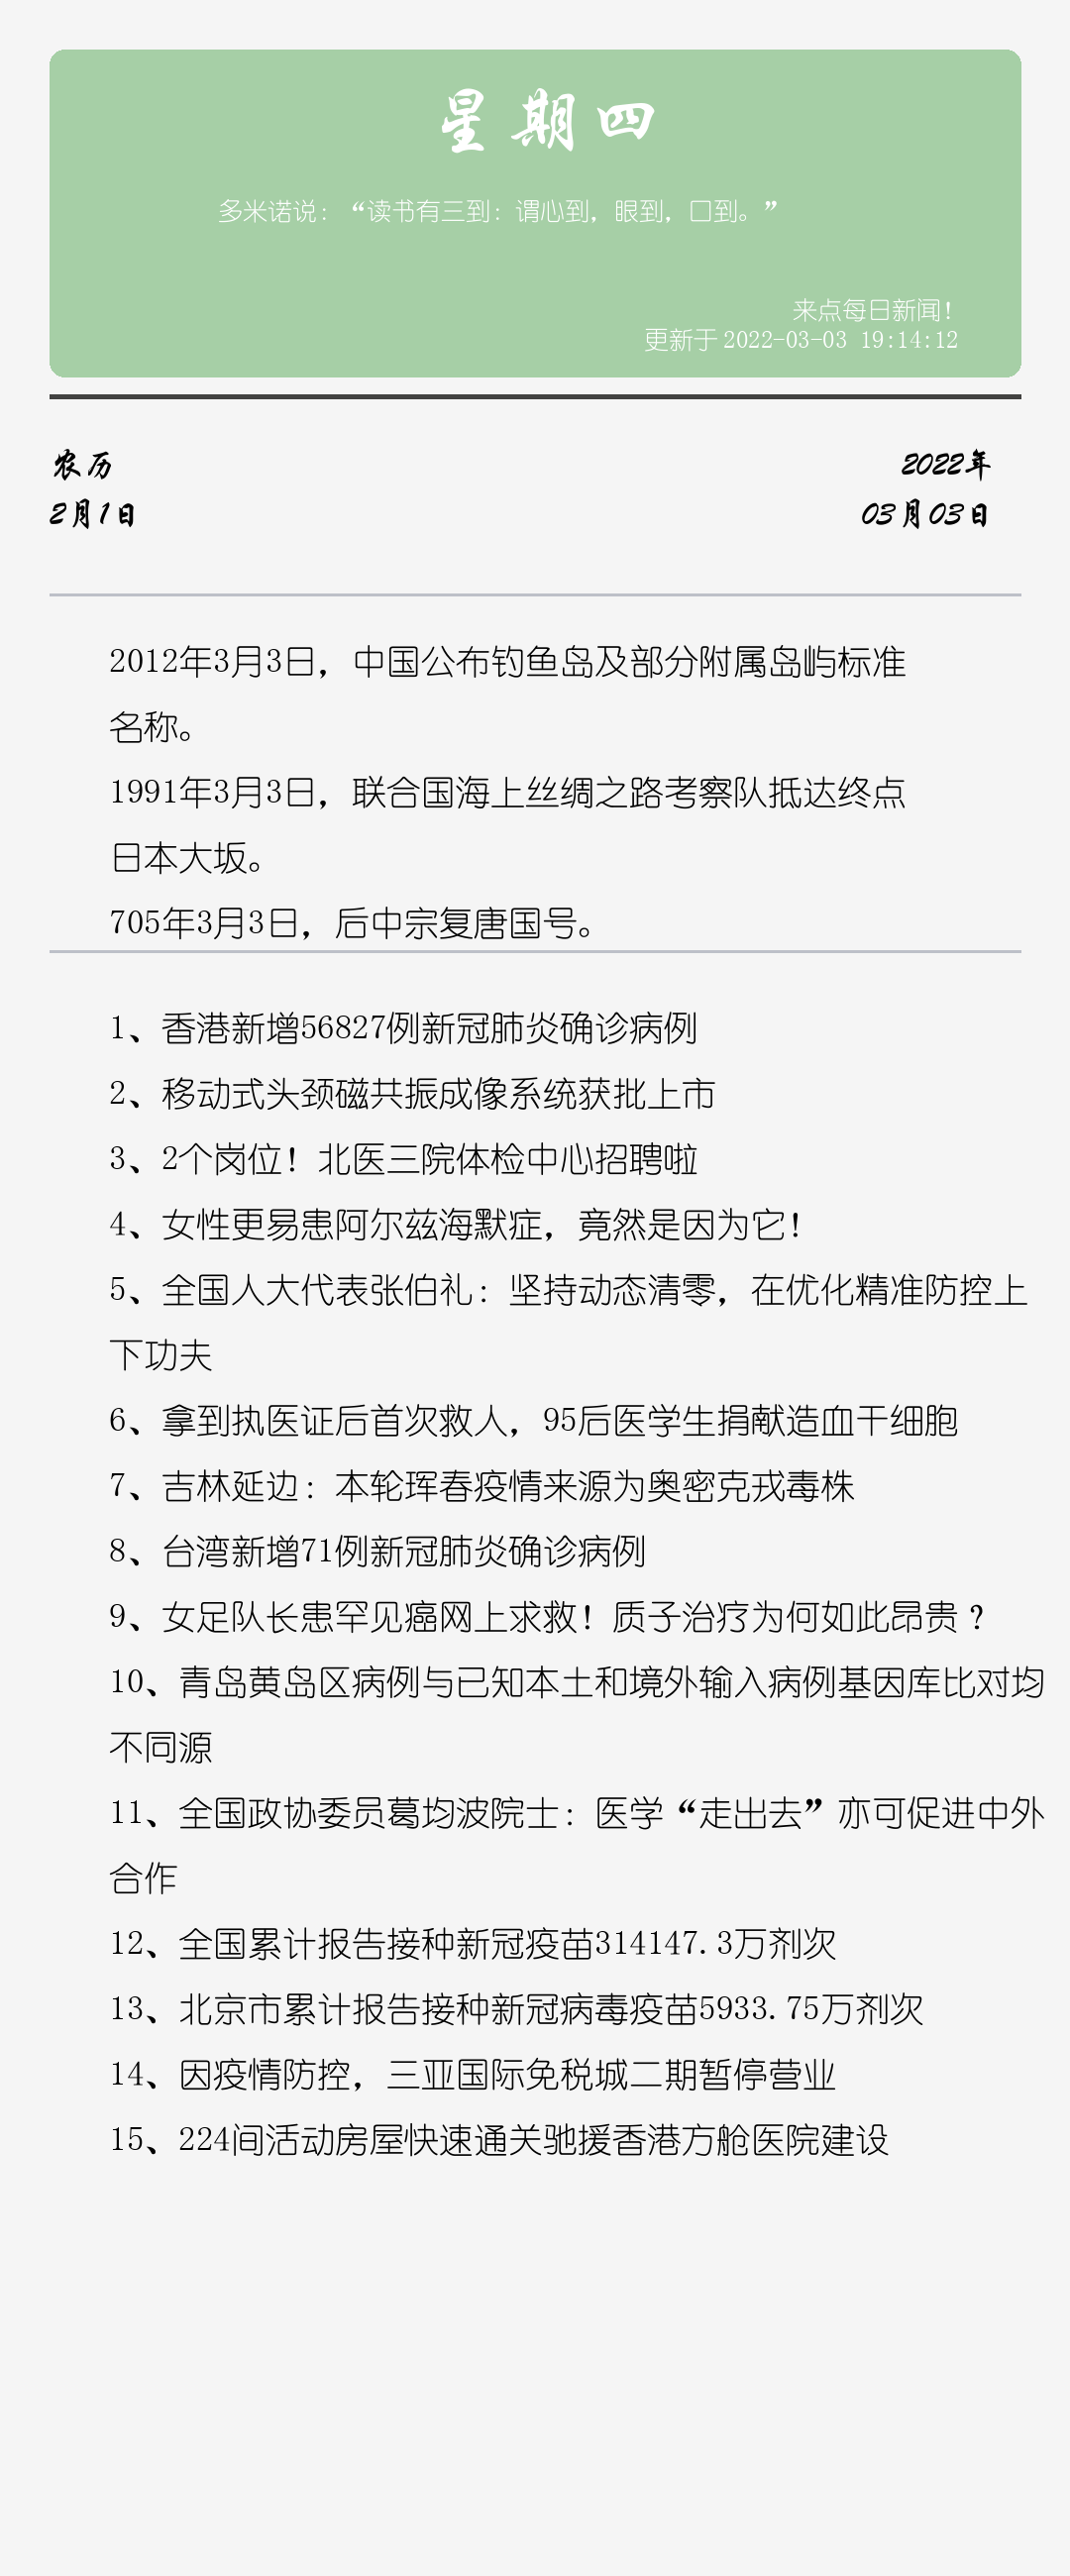 星期四
多米诺说：“读书有三到：谓心到，眼到，口到。”
来点每日新闻！
更新于 2022-03-03 19:14:12
农历
2022年
2月1日
03月03日
2012年3月3日，中国公布钓鱼岛及部分附属岛屿标准
名称。
1991年3月3日，联合国海上丝绸之路考察队抵达终点
日本大坂。
705年3月3日，后中宗复唐国号。
1、香港新增56827例新冠肺炎确诊病例
2、移动式头颈磁共振成像系统获批上市
3、2个岗位！北医三院体检中心招聘啦
4、女性更易患阿尔兹海默症，竟然是因为它！
5、全国人大代表张伯礼：坚持动态清零，在优化精准防控上
下功夫
6、拿到执医证后首次救人，95后医学生捐献造血干细胞
7、吉林延边：本轮珲春疫情来源为奥密克戎毒株
8、台湾新增71例新冠肺炎确诊病例
9、女足队长患罕见癌网上求救！质子治疗为何如此昂贵？
10、青岛黄岛区病例与已知本土和境外输入病例基因库比对均
不同源
11、全国政协委员葛均波院士：医学“走出去”亦可促进中外
合作
12、全国累计报告接种新冠疫苗314147.3万剂次
13、北京市累计报告接种新冠病毒疫苗5933.75万剂次
14、因疫情防控，三亚国际免税城二期暂停营业
15、224间活动房屋快速通关驰援香港方舱医院建设